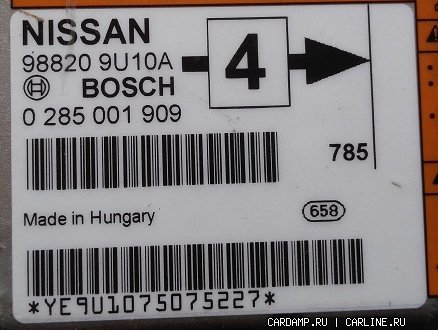 NISSAN
98820 9U10A
4
BOSCH
0 285 001 909
785
Made in Hungary
658
*YE9U1075075227*
CARDAMP.RU | CARLINE.RU